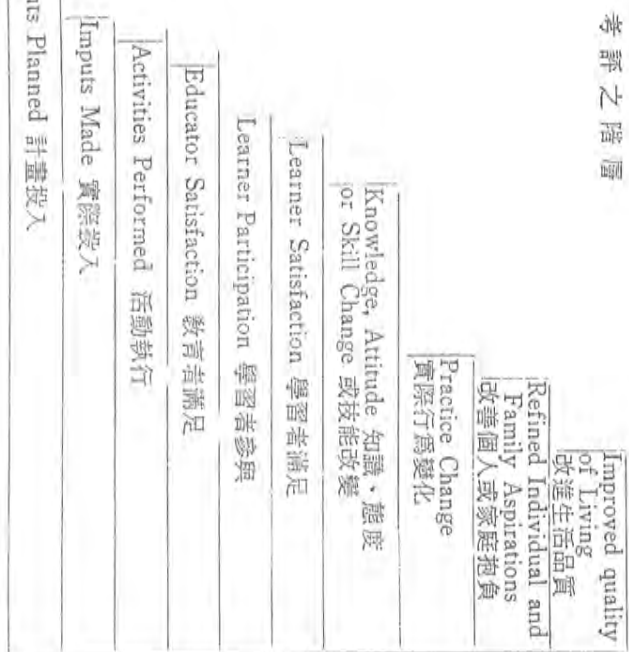 考評之階層
Improved quality
of Living
改進生活品質
Refined Individual and
Family Aspirations
改善個人或家庭抱負
Practice Change
實際行爲變化
Knowledge, Attitude 知識、態度
or Skill Change 或技能改變
Learner Satisfaction 學習者滿足
Learner Participation 學習者參與
Educator Satisfaction 教育者滿足
Activities Performed 活動執行
Imputs Made 實際投入
Planned 計畫投入